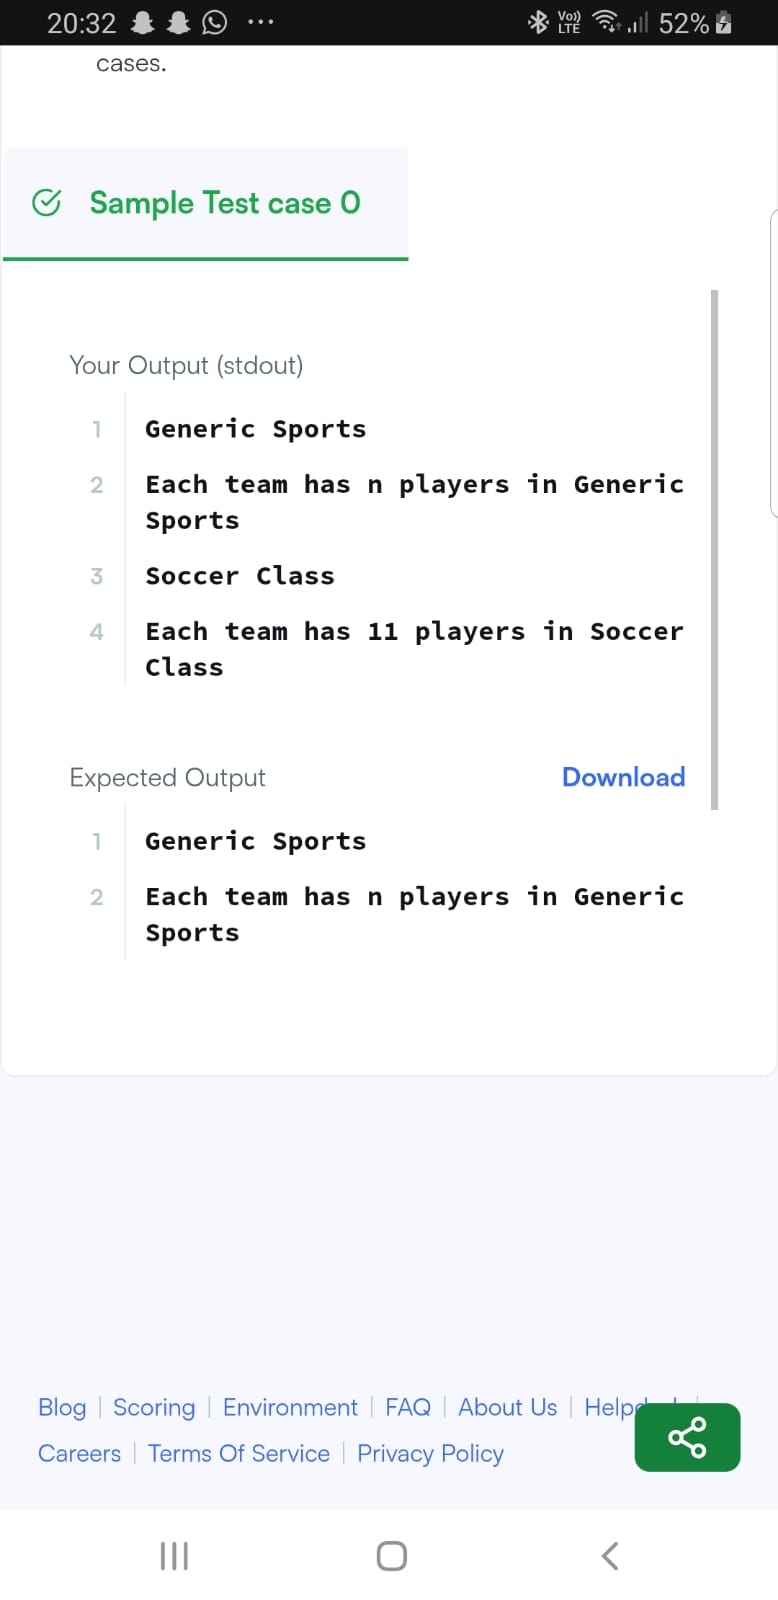 20:32
Vo))
LTE
52%
cases.
Sample Test case 0
Your Output (stdout)
1 Generic Sports
2 Each team has n players in Generic
Sports
3 Soccer Class
4 Each team has 11 players in Soccer
Class
Expected Output Download
1 Generic Sports
2 Each team has n players in Generic
Sports
Blog | Scoring | Environment | FAQ | About Us |
Careers | Terms Of Service | Privacy Policy